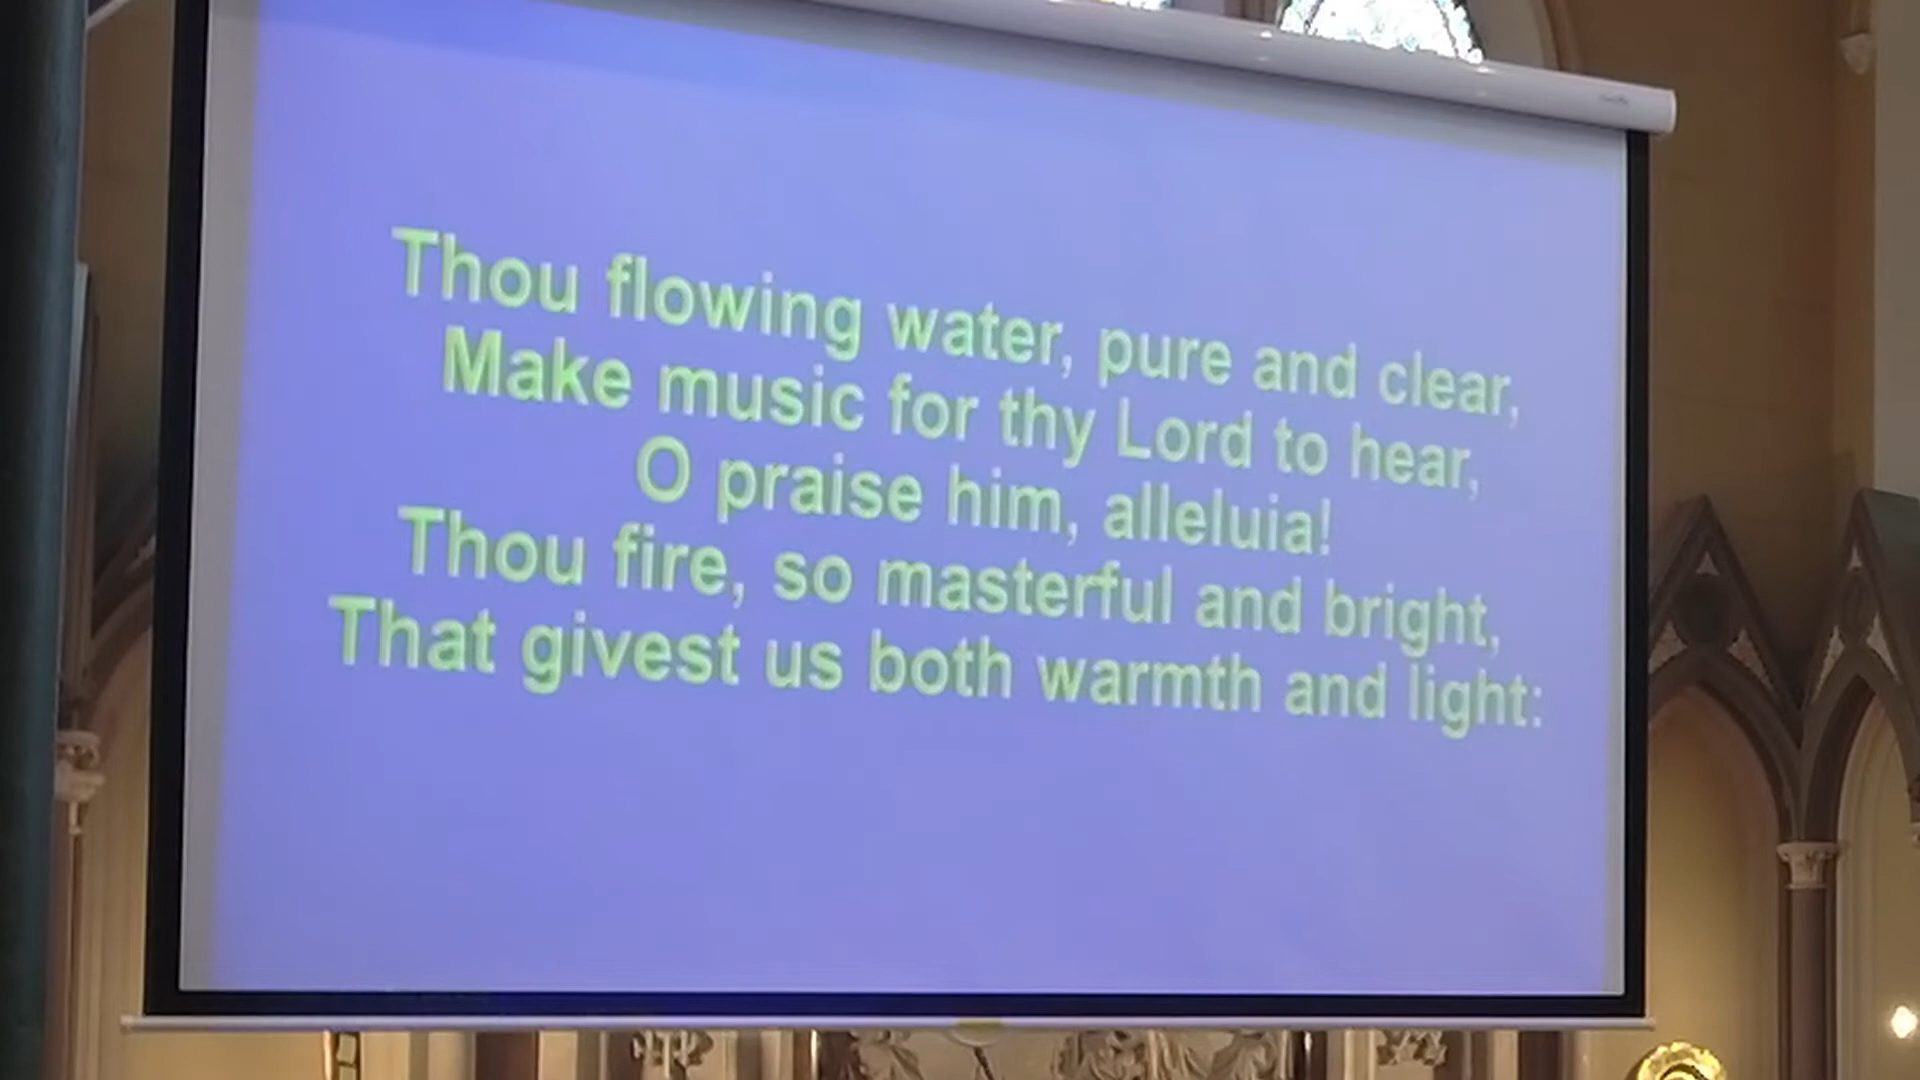 Thou flowing water, pure and clear,
Make music for thy Lord to hear,
O praise him, alleluia!
Thou fire, so masterful and bright,
That givest us both warmth and light: